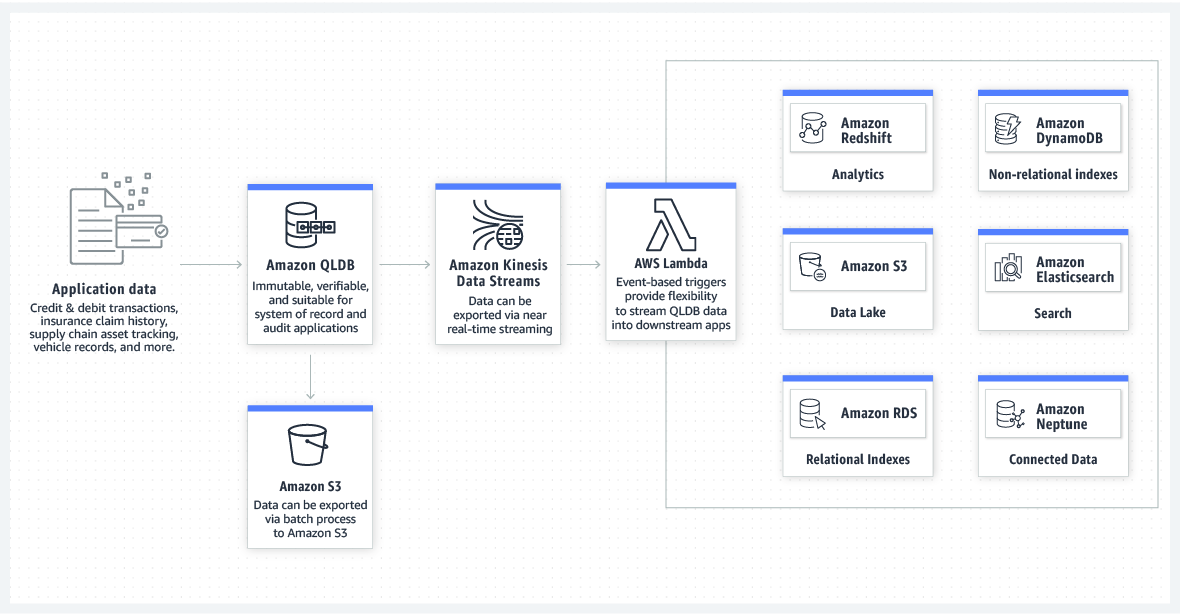 Application data
Credit & debit transactions,
insurance claim history,
supply chain asset tracking,
vehicle records, and more.
Amazon QLDB
Immutable, verifiable,
and suitable for
system of record and
audit applications
Amazon S3
Data can be exported
via batch process
to Amazon S3
Amazon Kinesis
Data Streams
Data can be
exported via near
real-time streaming
AWS Lambda
Event-based triggers
provide flexibility
to stream QLDB data
into downstream apps
Amazon
Redshift
Analytics
Amazon
DynamoDB
Non-relational indexes
Amazon S3
Data Lake
Amazon
Elasticsearch
Search
Amazon RDS
Relational Indexes
Amazon
Neptune
Connected Data